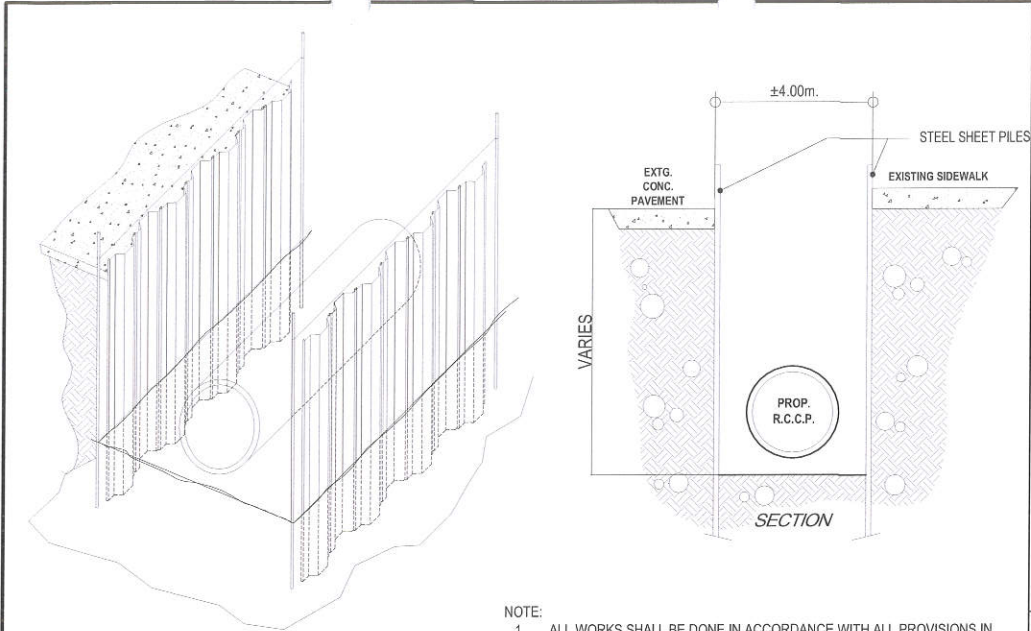 ±4.00m.
STEEL SHEET PILES
EXTG.
CONC.
PAVEMENT
EXISTING SIDEWALK
VARIES
PROP.
R.C.C.P.
SECTION
NOTE:
1. ALL WORKS SHALL BE DONE IN ACCORDANCE WITH ALL PROVISIONS IN